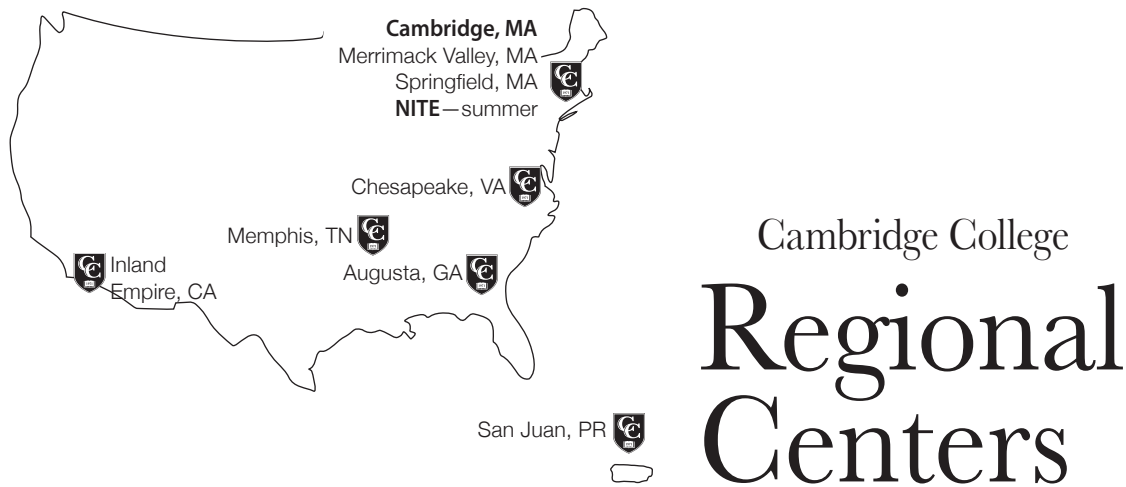 Cambridge, MA
Merrimack Valley, MA
Springfield, MA
NITE—summer
Chesapeake, VA
Memphis, TN
Augusta, GA
Inland
Empire, CA
San Juan, PR
Cambridge College
Regional
Centers